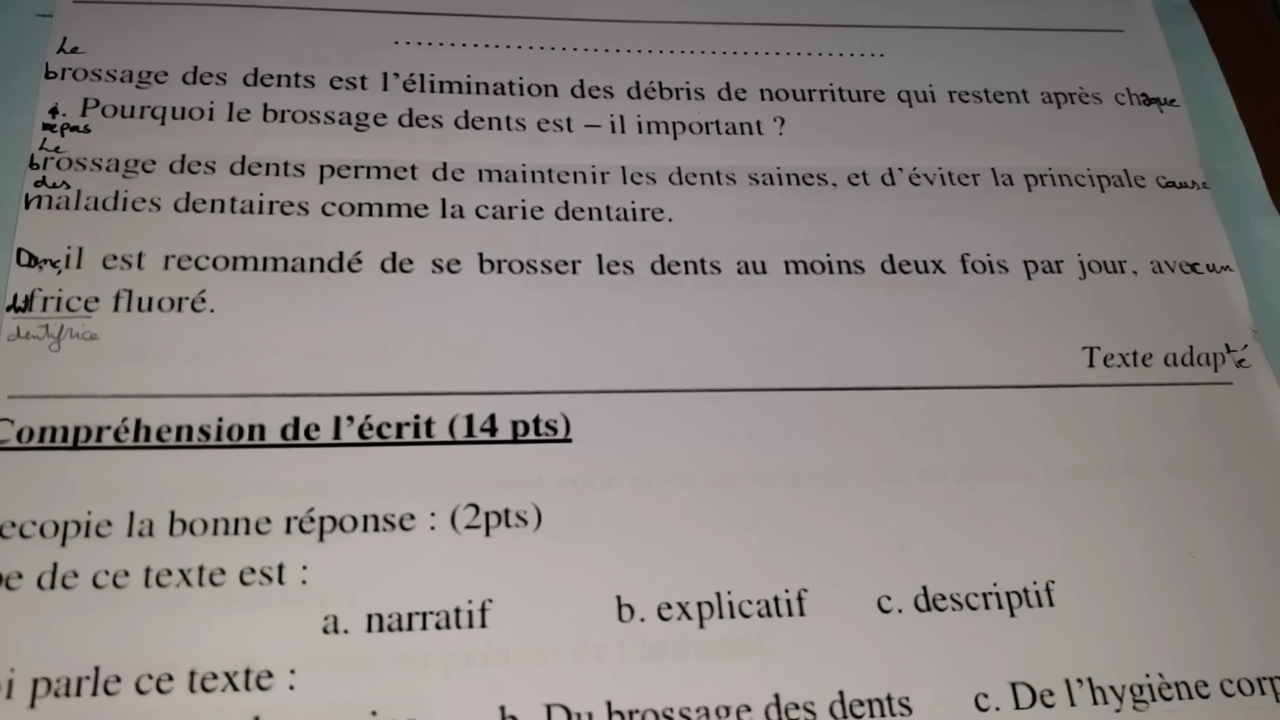 ..................................................
Le
brossage des dents est l'élimination des débris de nourriture qui restent après chaque
repas. Pourquoi le brossage des dents est – il important ?
Le
brossage des dents permet de maintenir les dents saines, et d'éviter la principale cause
des
maladies dentaires comme la carie dentaire.
Donc, il est recommandé de se brosser les dents au moins deux fois par jour, avec un
frice fluoré.
dentifrice
Texte adapté
Compréhension de l'écrit (14 pts)
ecopie la bonne réponse : (2pts)
e de ce texte est :
a. narratif b. explicatif c. descriptif
i parle ce texte :
b. Du brossage des dents c. De l'hygiène corp